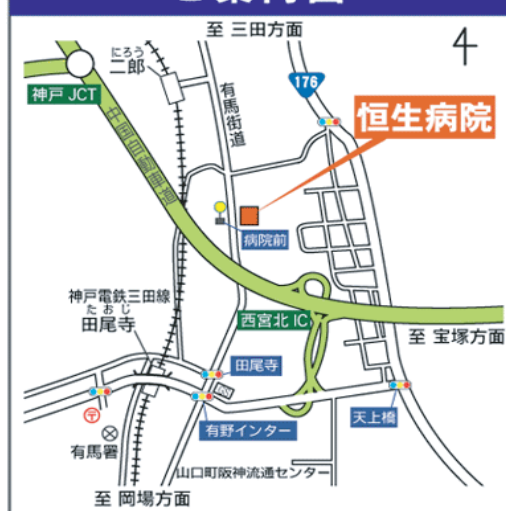 至 三田方面
にろう
二郎
176
神戸 JCT
有馬街道
恒生病院
中国自動車道
病院前
神戸電鉄三田線
たおじ
田尾寺
西宮北 IC
至 宝塚方面
田尾寺
有野インター
天上橋
有馬署
山口町阪神流通センター
至 岡場方面